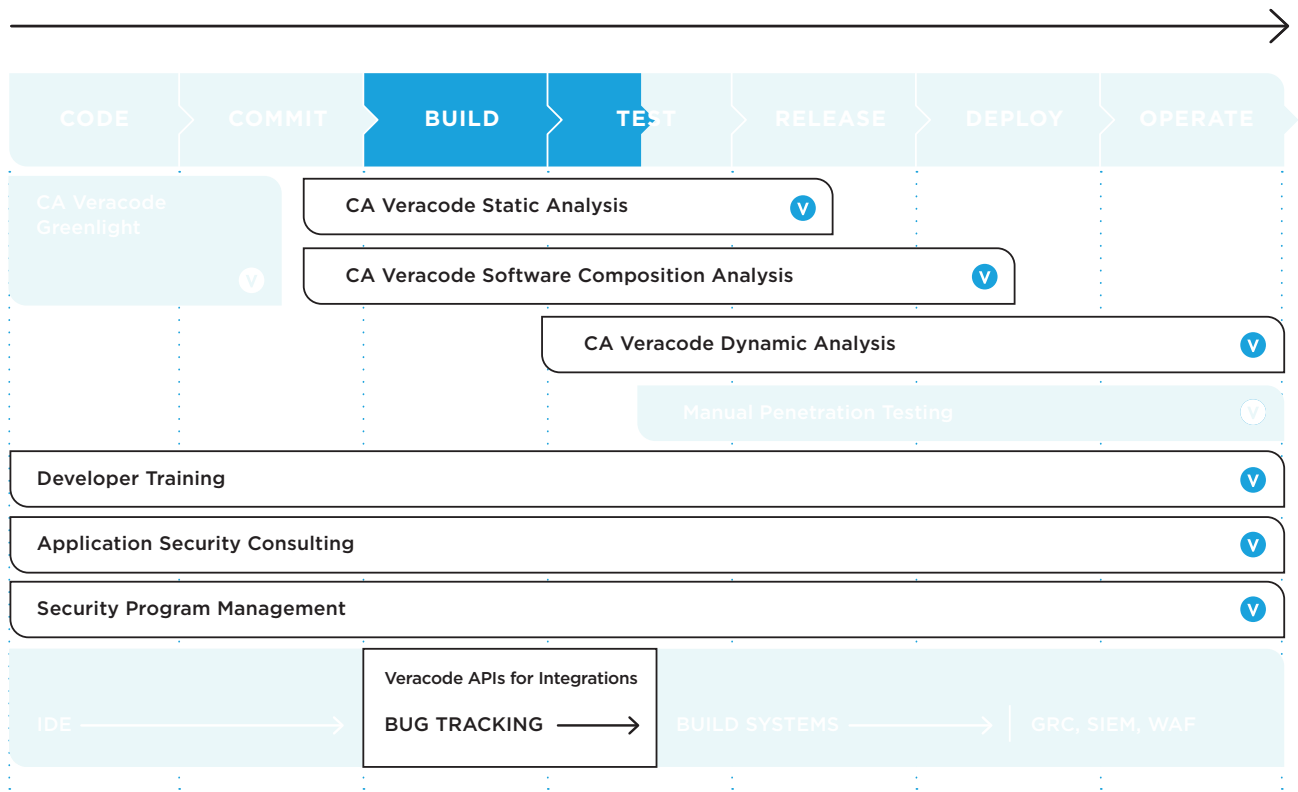 CODE
COMMIT
BUILD
TEST
RELEASE
DEPLOY
OPERATE
CA Veracode
Greenlight
V
CA Veracode Static Analysis
V
CA Veracode Software Composition Analysis
V
CA Veracode Dynamic Analysis
V
Manual Penetration Testing
V
Developer Training
V
Application Security Consulting
V
Security Program Management
V
Veracode APIs for Integrations
IDE
BUG TRACKING
BUILD SYSTEMS
GRC, SIEM, WAF